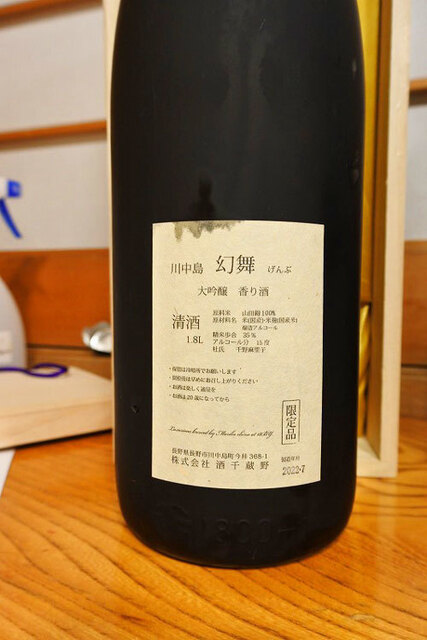 川中島 幻舞 げんぶ
大吟醸 香り酒
清酒
1.8L
原料米 山田錦100%
原材料名 米(国産)・米麹(国産米)
醸造アルコール
精米歩合 35%
アルコール分 15度
杜氏 千野麻里子
・保管は冷暗所でお願いします
・開栓後は早めにお召し上がりください
・お酒は楽しく適量を
・お酒は20歳になってから
限定品
長野県長野市川中島町今井368-1
株式会社 酒千蔵野
製造年月
2022・7